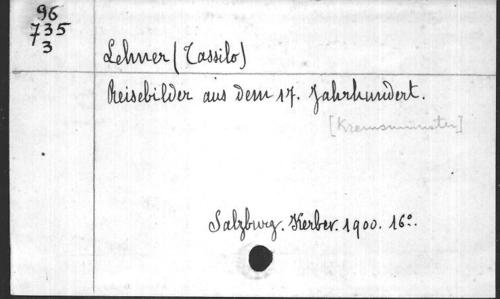 96
735
3
Lehner (Tassilo)
Reisebilder aus dem 17. Jahrhundert.
[Kremsmünster]
Salzburg. Kerber. 1900. 16°.